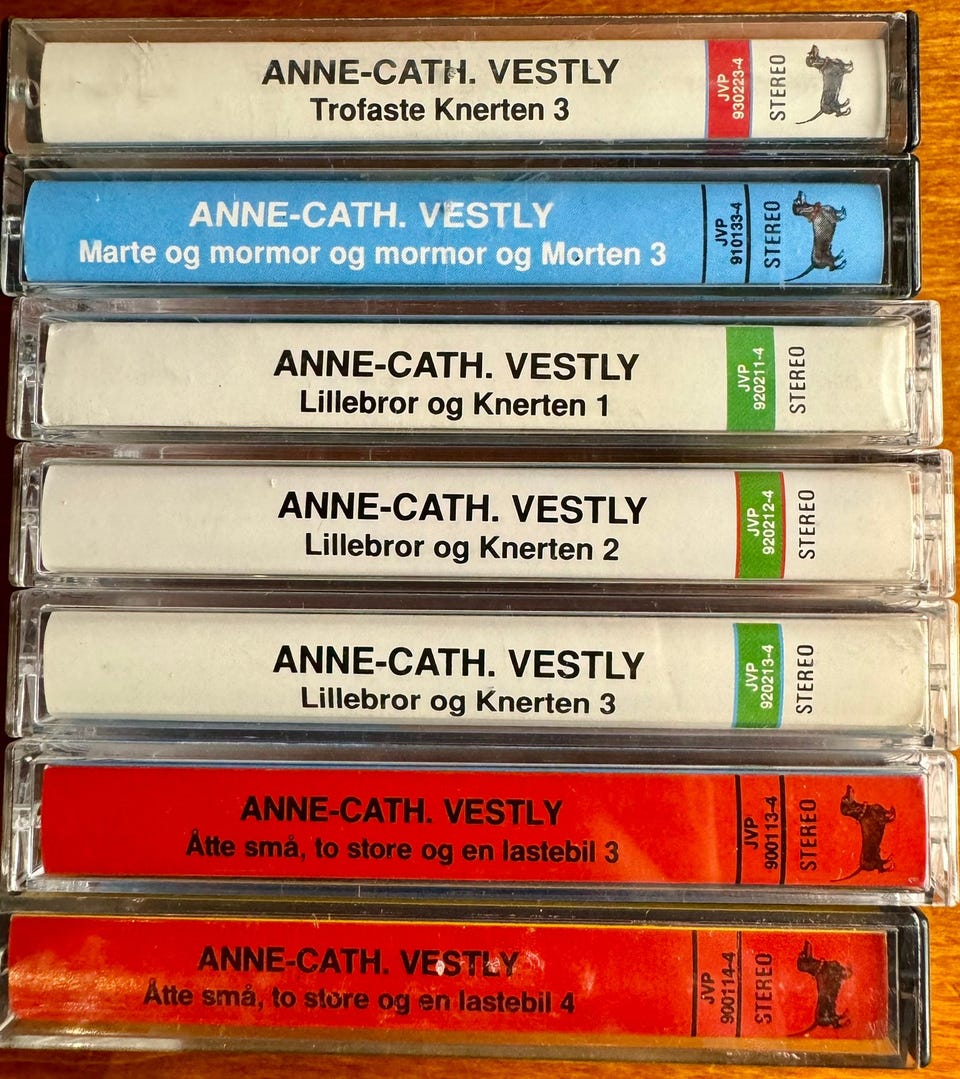 ANNE-CATH. VESTLY
Trofaste Knerten 3
JVP
930223-4
STEREO
ANNE-CATH. VESTLY
Marte og mormor og mormor og Morten 3
JVP
910133-4
STEREO
ANNE-CATH. VESTLY
Lillebror og Knerten 1
JVP
920211-4
STEREO
ANNE-CATH. VESTLY
Lillebror og Knerten 2
JVP
920212-4
STEREO
ANNE-CATH. VESTLY
Lillebror og Knerten 3
JVP
920213-4
STEREO
ANNE-CATH. VESTLY
Åtte små, to store og en lastebil 3
JVP
900113-4
STEREO
ANNE-CATH. VESTLY
Åtte små, to store og en lastebil 4
JVP
900114-4
STEREO